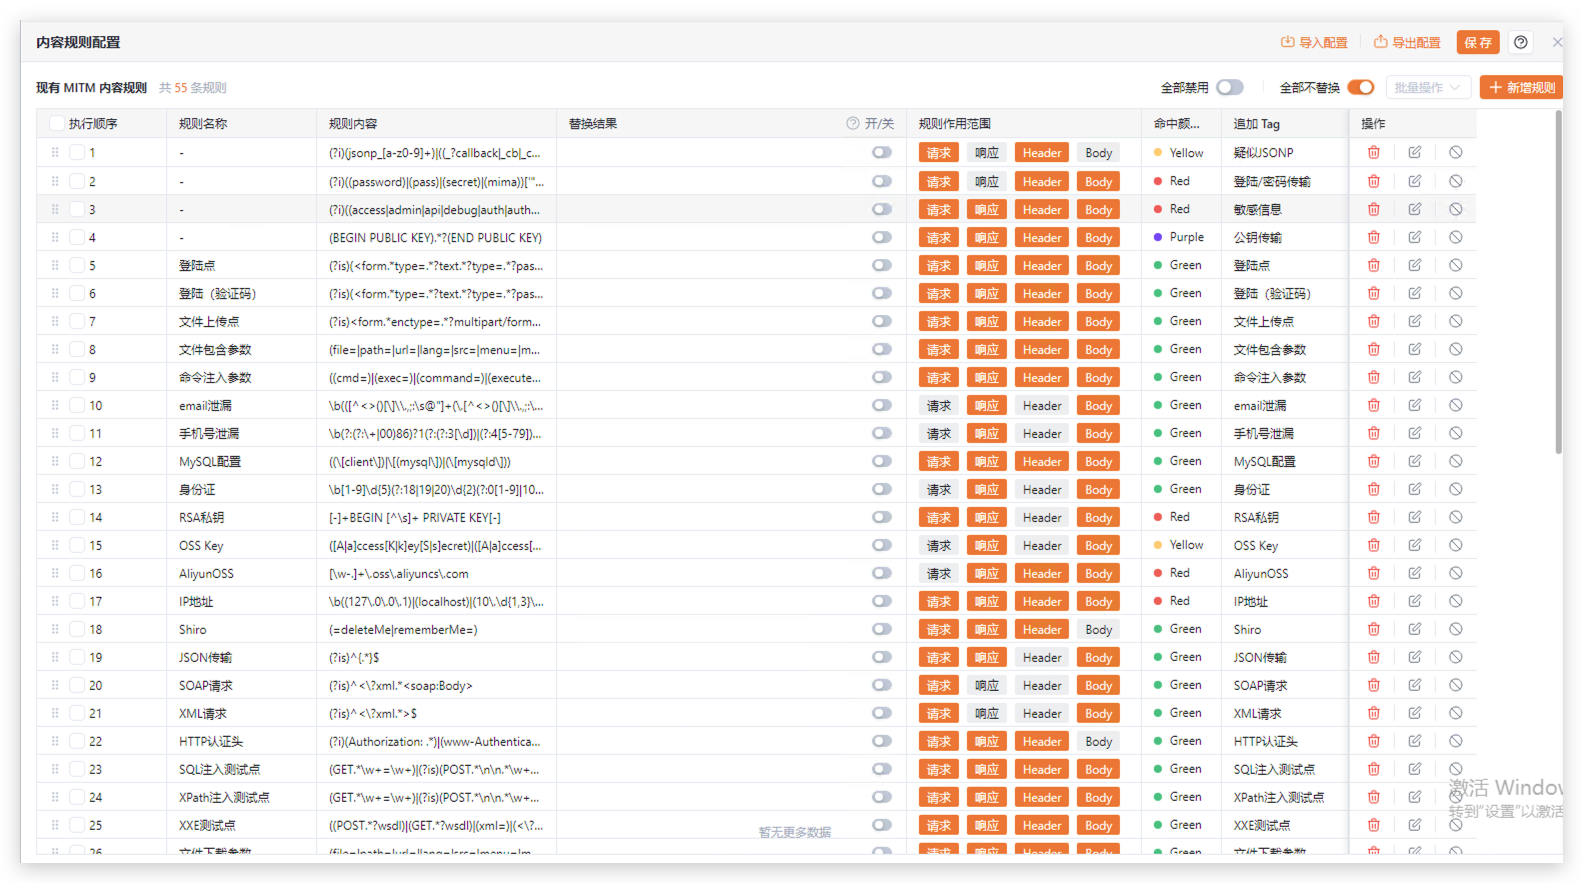 内容规则配置 导入配置 导出配置 保存
现有 MITM 内容规则 共 55 条规则 全部禁用 全部不替换 批量操作 新增规则
执行顺序 规则名称 规则内容 替换结果 开/关 规则作用范围 命中颜... 追加 Tag 操作
1 - (?i)(jsonp_[a-z0-9]+)|((_?callback|_cb|_c... 请求 响应 Header Body Yellow 疑似JSONP
2 - (?i)((password)|(pass)|(secret)|(mima))['"... 请求 响应 Header Body Red 登陆/密码传输
3 - (?i)((access|admin|api|debug|auth|auth... 请求 响应 Header Body Red 敏感信息
4 - (BEGIN PUBLIC KEY).*?(END PUBLIC KEY) 请求 响应 Header Body Purple 公钥传输
5 登陆点 (?is)(<form.*type=.*?text.*?type=.*?pas... 请求 响应 Header Body Green 登陆点
6 登陆（验证码） (?is)(<form.*type=.*?text.*?type=.*?pas... 请求 响应 Header Body Green 登陆（验证码）
7 文件上传点 (?is)<form.*enctype=.*?multipart/form... 请求 响应 Header Body Green 文件上传点
8 文件包含参数 (file=|path=|url=|lang=|src=|menu=|m... 请求 响应 Header Body Green 文件包含参数
9 命令注入参数 ((cmd=)|(exec=)|(command=)|(execute... 请求 响应 Header Body Green 命令注入参数
10 email泄漏 \b(([^<>()[\]\\.,;:\s@"]+(\.[^<>()[\]\\.,;:\... 请求 响应 Header Body Green email泄漏
11 手机号泄漏 \b(?:(?:\+|00)86)?1(?:(?:3[\d])|(?:4[5-79])... 请求 响应 Header Body Green 手机号泄漏
12 MySQL配置 ((\[client\])|\[(mysql\])|(\[mysqld\])) 请求 响应 Header Body Green MySQL配置
13 身份证 \b[1-9]\d{5}(?:18|19|20)\d{2}(?:0[1-9]|10... 请求 响应 Header Body Green 身份证
14 RSA私钥 [-]+BEGIN [^\s]+ PRIVATE KEY[-] 请求 响应 Header Body Red RSA私钥
15 OSS Key ([A|a]ccess[K|k]ey[S|s]ecret)|([A|a]ccess[... 请求 响应 Header Body Yellow OSS Key
16 AliyunOSS [\w-.]+\.oss\.aliyuncs\.com 请求 响应 Header Body Red AliyunOSS
17 IP地址 \b((127\.0\.0\.1)|(localhost)|(10\.\d{1,3}\... 请求 响应 Header Body Red IP地址
18 Shiro (=deleteMe|rememberMe=) 请求 响应 Header Body Green Shiro
19 JSON传输 (?is)^{.*}$ 请求 响应 Header Body Green JSON传输
20 SOAP请求 (?is)^<\?xml.*<soap:Body> 请求 响应 Header Body Green SOAP请求
21 XML请求 (?is)^<\?xml.*>$ 请求 响应 Header Body Green XML请求
22 HTTP认证头 (?i)(Authorization: .*)|(www-Authentica... 请求 响应 Header Body Green HTTP认证头
23 SQL注入测试点 (GET.*\w+=\w+)|(?is)(POST.*\n\n.*\w+... 请求 响应 Header Body Green SQL注入测试点
24 XPath注入测试点 (GET.*\w+=\w+)|(?is)(POST.*\n\n.*\w+... 请求 响应 Header Body Green XPath注入测试点
25 XXE测试点 ((POST.*?wsdl)|(GET.*?wsdl)|(xml=)|(<\?... 请求 响应 Header Body Green XXE测试点
暂无更多数据
26 文件下载参数 (file=|path=|url=|lang=|src=|menu=|m... 请求 响应 Header Body Green 文件下载参数
激活 Window
转到"设置"以激活